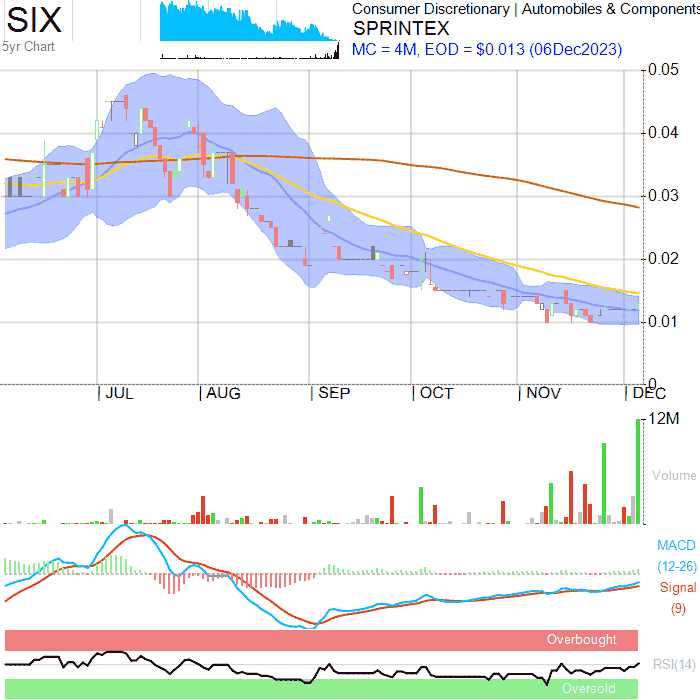 SIX
5yr Chart
Consumer Discretionary | Automobiles & Components
SPRINTEX
MC = 4M, EOD = $0.013 (06Dec2023)
0.05
0.04
0.03
0.02
0.01
0
| JUL | AUG | SEP | OCT | NOV | DEC
12M
Volume
MACD
(12-26)
Signal
(9)
Overbought
RSI(14)
Oversold